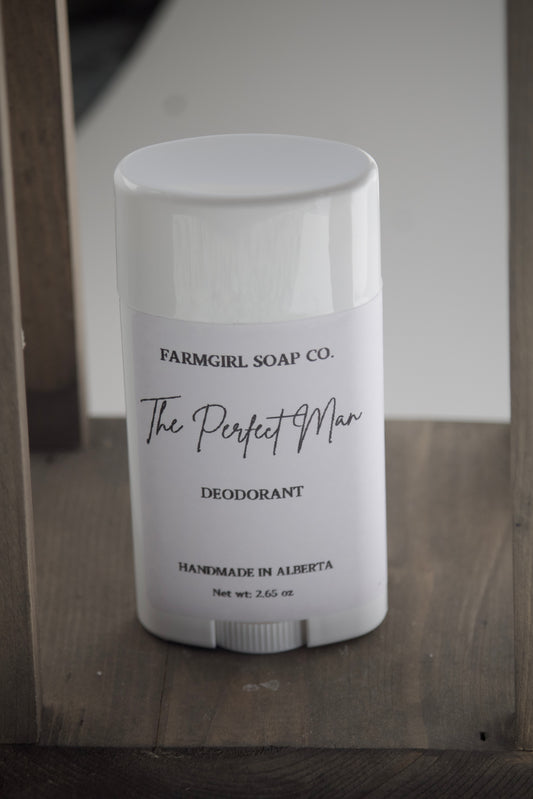 FARMGIRL SOAP CO.
The Perfect Man
DEODORANT
HANDMADE IN ALBERTA
Net wt: 2.65 oz